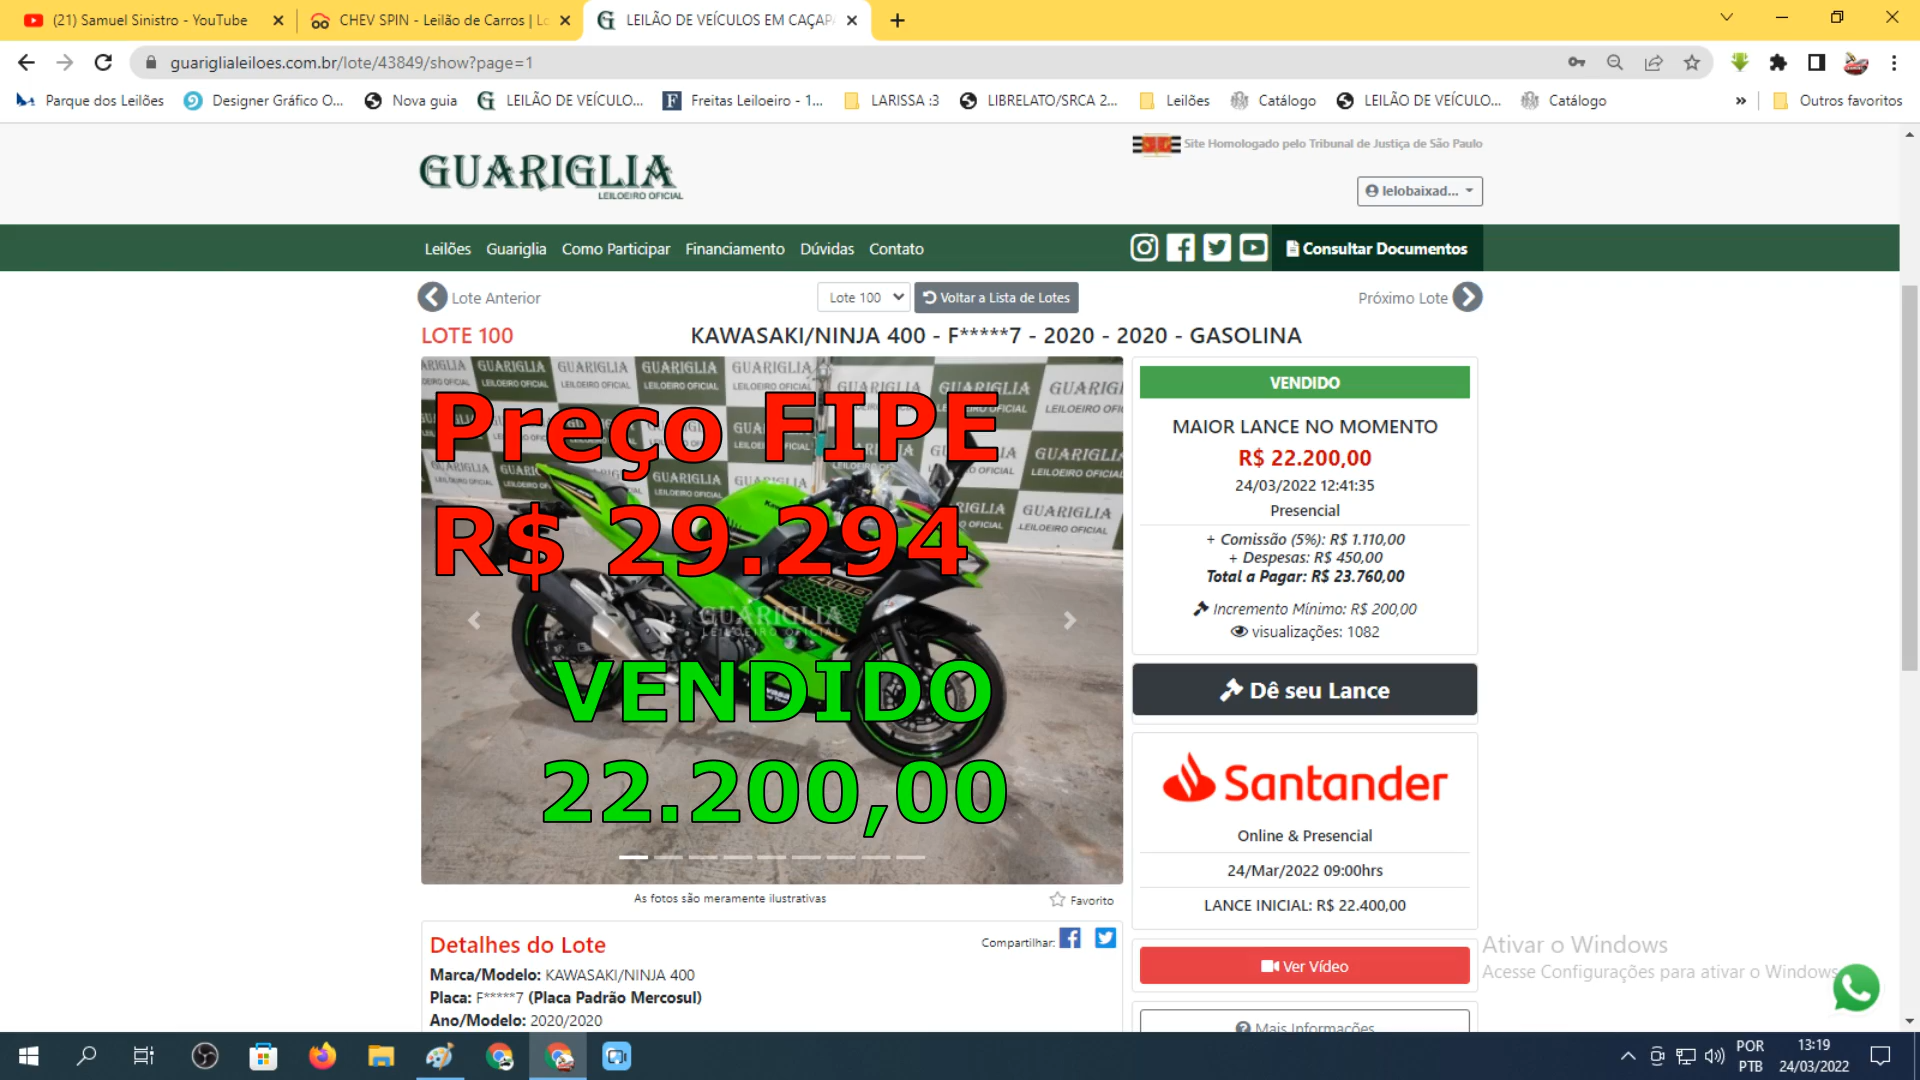 (21) Samuel Sinistro - YouTube
CHEV SPIN - Leilão de Carros | Lo
LEILÃO DE VEÍCULOS EM CAÇAPA
guariglialeiloes.com.br/lote/43849/show?page=1
Parque dos Leilões
Designer Gráfico O...
Nova guia
LEILÃO DE VEÍCULO...
Freitas Leiloeiro - 1...
LARISSA :3
LIBRELATO/SRCA 2...
Leilões
Catálogo
LEILÃO DE VEÍCULO...
Catálogo
»
Outros favoritos
Site Homologado pelo Tribunal de Justiça de São Paulo
GUARIGLIA
LEILOEIRO OFICIAL
lelobaixad...
Leilões
Guariglia
Como Participar
Financiamento
Dúvidas
Contato
Consultar Documentos
Lote Anterior
Lote 100
Voltar a Lista de Lotes
Próximo Lote
LOTE 100
KAWASAKI/NINJA 400 - F*****7 - 2020 - 2020 - GASOLINA
Preço FIPE
R$ 29.294
VENDIDO
22.200,00
GUARIGLIA
LEILOEIRO OFICIAL
400
As fotos são meramente ilustrativas
Favorito
VENDIDO
MAIOR LANCE NO MOMENTO
R$ 22.200,00
24/03/2022 12:41:35
Presencial
+ Comissão (5%): R$ 1.110,00
+ Despesas: R$ 450,00
Total a Pagar: R$ 23.760,00
Incremento Mínimo: R$ 200,00
visualizações: 1082
Dê seu Lance
Santander
Online & Presencial
24/Mar/2022 09:00hrs
LANCE INICIAL: R$ 22.400,00
Ver Vídeo
Mais Informações
Detalhes do Lote
Compartilhar:
Marca/Modelo: KAWASAKI/NINJA 400
Placa: F*****7 (Placa Padrão Mercosul)
Ano/Modelo: 2020/2020
Ativar o Windows
Acesse Configurações para ativar o Windows
POR
PTB
13:19
24/03/2022